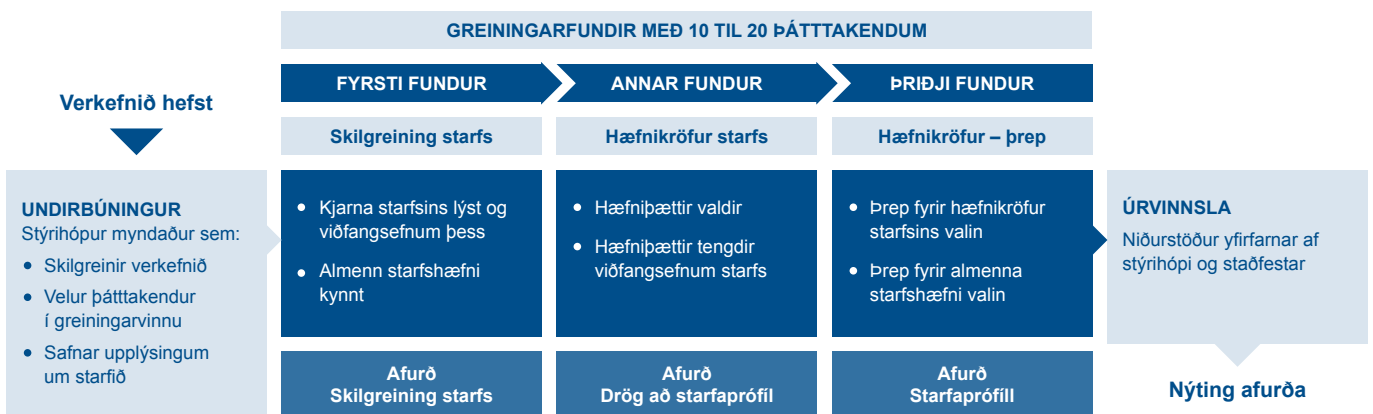 GREININGARFUNDIR MEÐ 10 TIL 20 ÞÁTTTAKENDUM
Verkefnið hefst
FYRSTI FUNDUR
ANNAR FUNDUR
ÞRIÐJI FUNDUR
Skilgreining starfs
Hæfnikröfur starfs
Hæfnikröfur – þrep
UNDIRBÚNINGUR
Stýrihópur myndaður sem:
• Skilgreinir verkefnið
• Velur þátttakendur
í greiningarvinnu
• Safnar upplýsingum
um starfið
• Kjarna starfsins lýst og
viðfangsefnum þess
• Almenn starfshæfni
kynnt
Afurð
Skilgreining starfs
• Hæfniþættir valdir
• Hæfniþættir tengdir
viðfangsefnum starfs
Afurð
Drög að starfaprófíl
• Þrep fyrir hæfnikröfur
starfsins valin
• Þrep fyrir almenna
starfshæfni valin
Afurð
Starfaprófíll
ÚRVINNSLA
Niðurstöður yfirfarnar af
stýrihópi og staðfestar
Nýting afurða